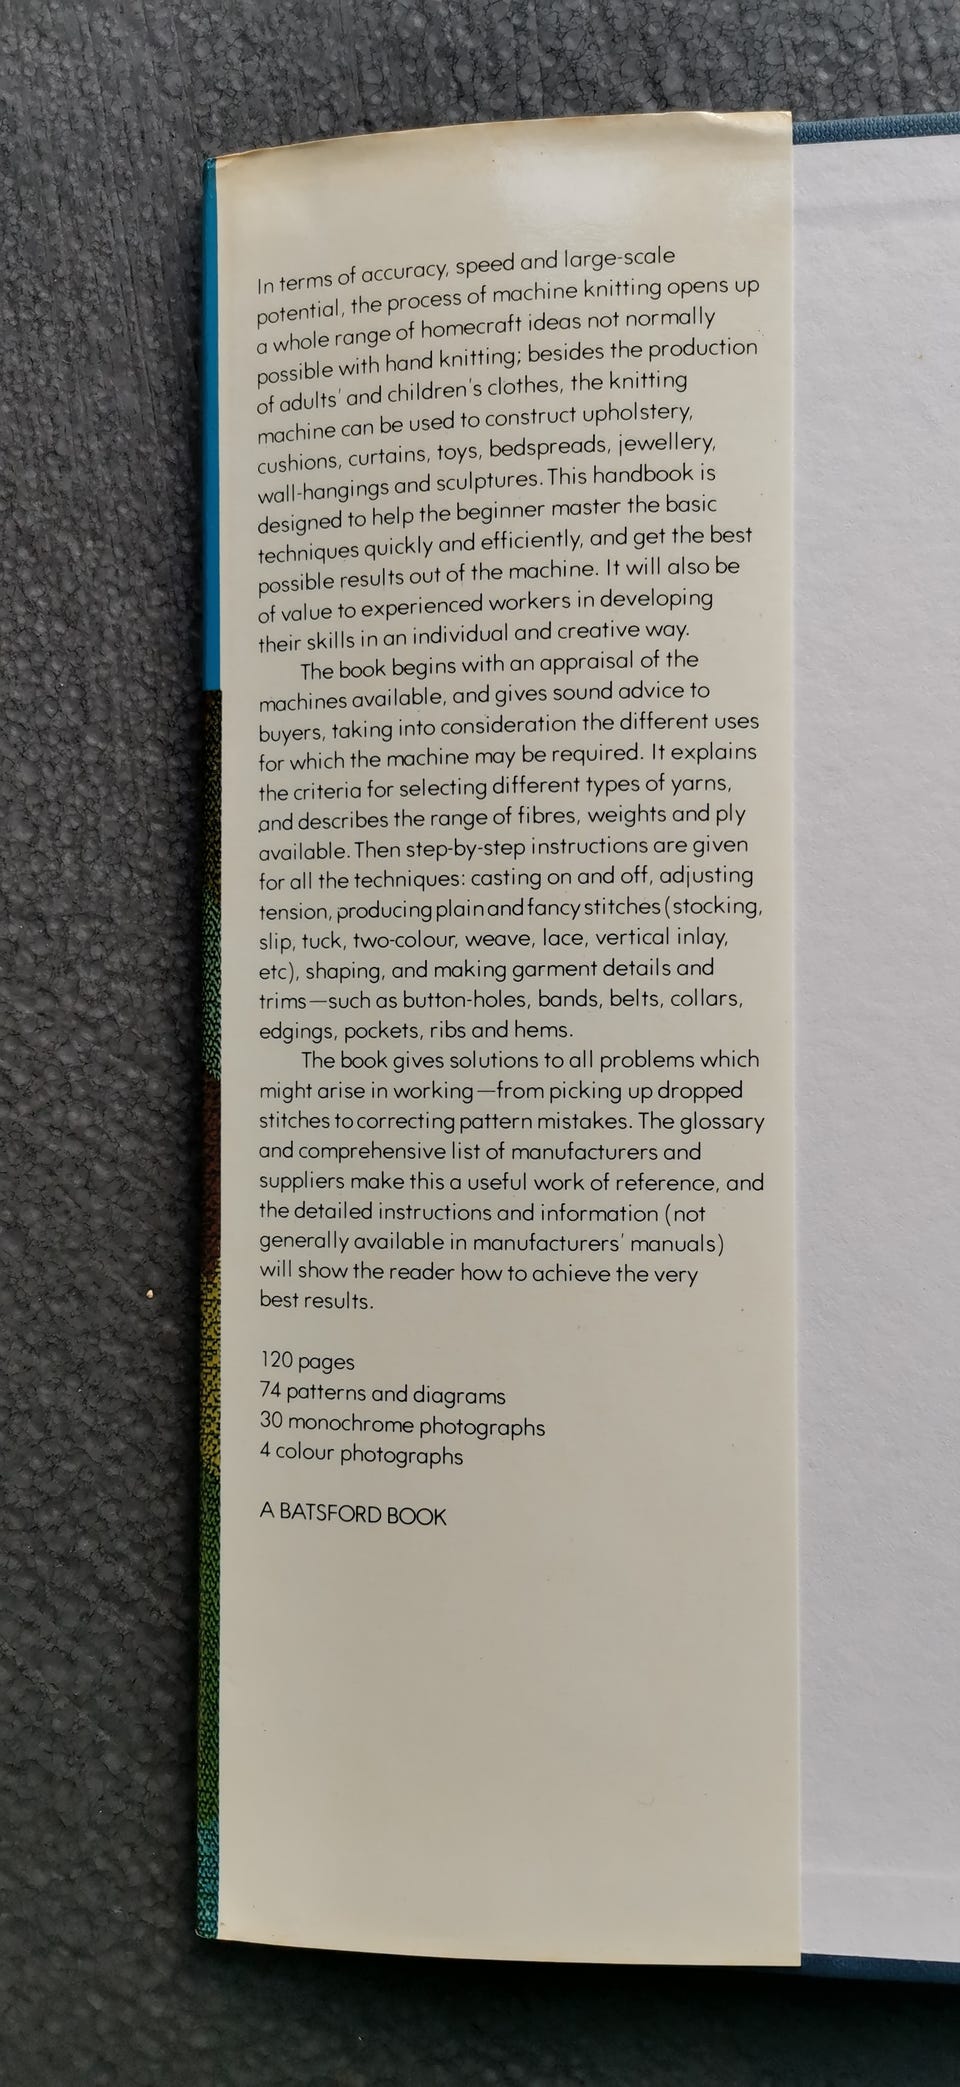 In terms of accuracy, speed and large-scale
potential, the process of machine knitting opens up
a whole range of homecraft ideas not normally
possible with hand knitting; besides the production
of adults' and children's clothes, the knitting
machine can be used to construct upholstery,
cushions, curtains, toys, bedspreads, jewellery,
wall-hangings and sculptures. This handbook is
designed to help the beginner master the basic
techniques quickly and efficiently, and get the best
possible results out of the machine. It will also be
of value to experienced workers in developing
their skills in an individual and creative way.
The book begins with an appraisal of the
machines available, and gives sound advice to
buyers, taking into consideration the different uses
for which the machine may be required. It explains
the criteria for selecting different types of yarns,
and describes the range of fibres, weights and ply
available. Then step-by-step instructions are given
for all the techniques: casting on and off, adjusting
tension, producing plain and fancy stitches (stocking,
slip, tuck, two-colour, weave, lace, vertical inlay,
etc), shaping, and making garment details and
trims—such as button-holes, bands, belts, collars,
edgings, pockets, ribs and hems.
The book gives solutions to all problems which
might arise in working—from picking up dropped
stitches to correcting pattern mistakes. The glossary
and comprehensive list of manufacturers and
suppliers make this a useful work of reference, and
the detailed instructions and information (not
generally available in manufacturers' manuals)
will show the reader how to achieve the very
best results.
120 pages
74 patterns and diagrams
30 monochrome photographs
4 colour photographs
A BATSFORD BOOK